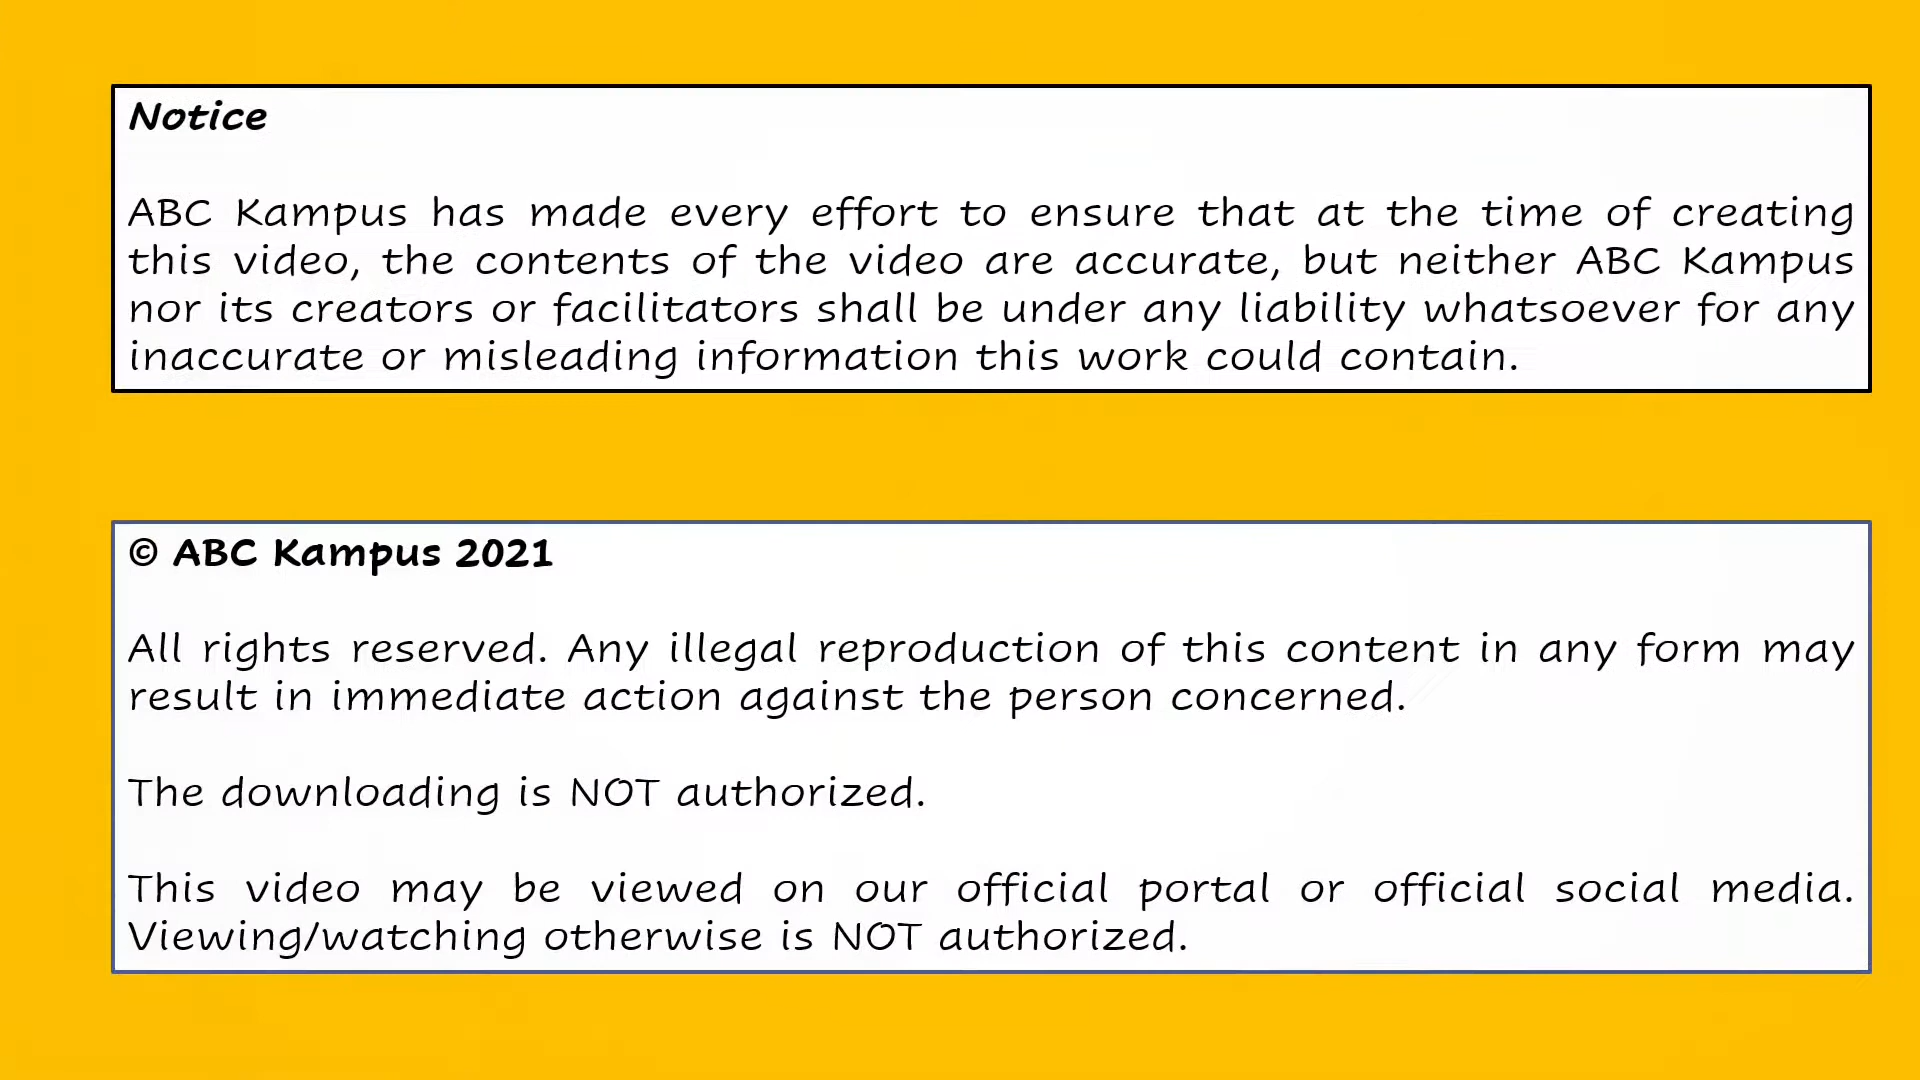 Notice
ABC Kampus has made every effort to ensure that at the time of creating
this video, the contents of the video are accurate, but neither ABC Kampus
nor its creators or facilitators shall be under any liability whatsoever for any
inaccurate or misleading information this work could contain.
© ABC Kampus 2021
All rights reserved. Any illegal reproduction of this content in any form may
result in immediate action against the person concerned.
The downloading is NOT authorized.
This video may be viewed on our official portal or official social media.
Viewing/watching otherwise is NOT authorized.